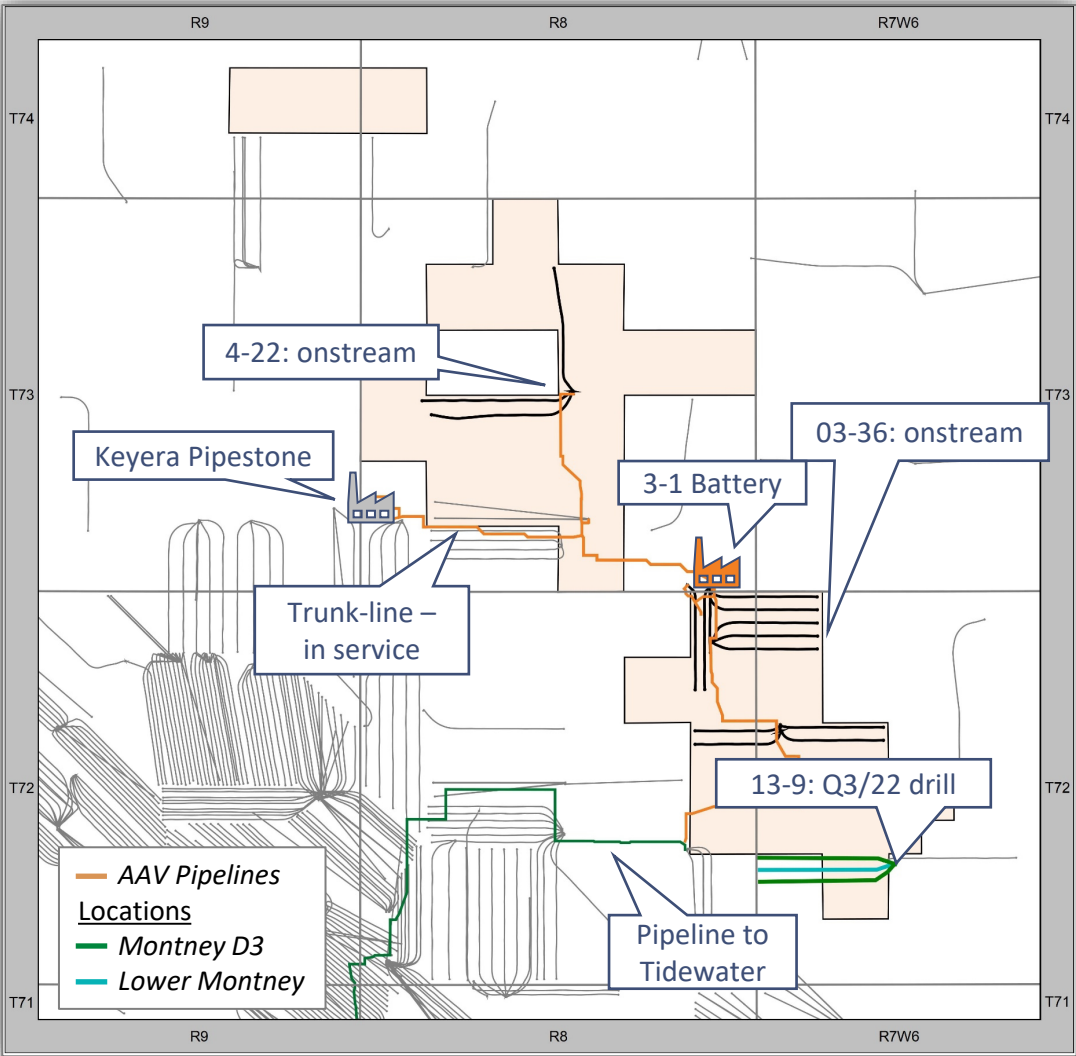 R9
R8
R7W6
T74
T74
4-22: onstream
T73
T73
03-36: onstream
Keyera Pipestone
3-1 Battery
Trunk-line –
in service
T72
T72
13-9: Q3/22 drill
AAV Pipelines
Locations
Montney D3
Lower Montney
Pipeline to
Tidewater
T71
T71
R9
R8
R7W6